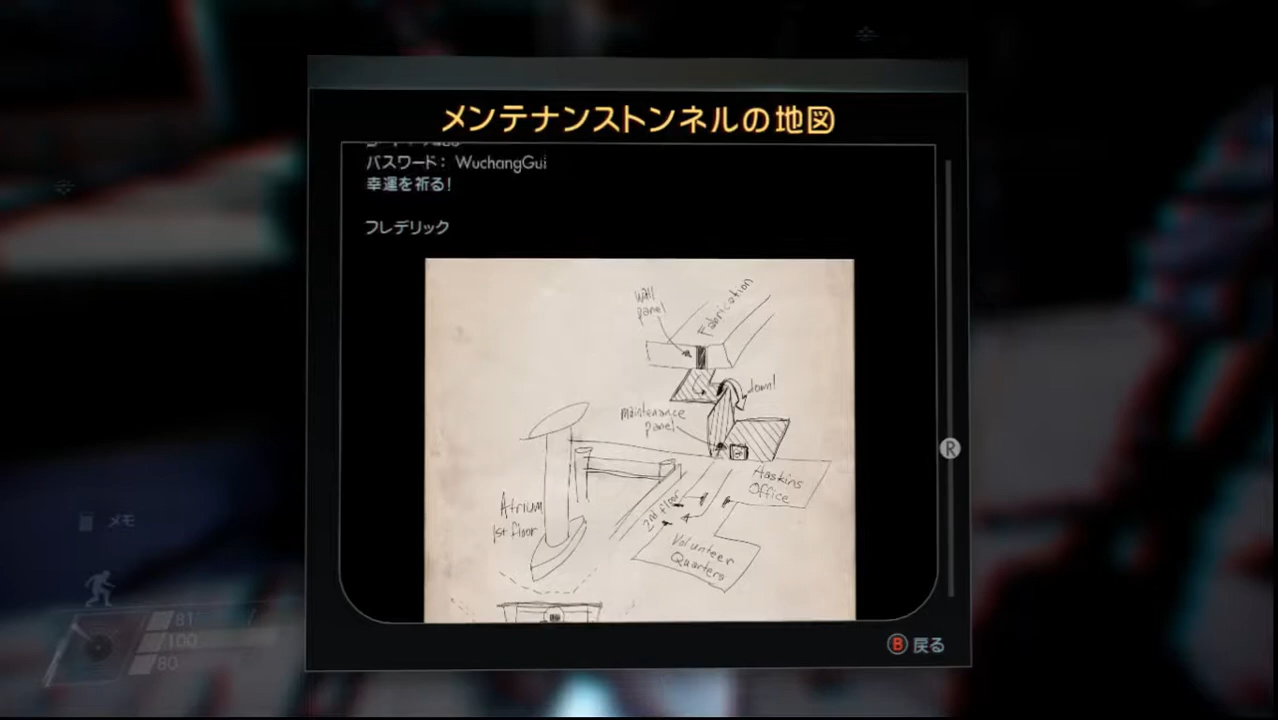 メンテナンストンネルの地図
パスワード： WuchangGui
幸運を祈る！
フレデリック
Wall
panel
Fabrication
down!
maintenance
panel
Haskins
Office
Atrium
1st floor
2nd floor
Volunteer
Quarters
R
メモ
81
100
80
B 戻る